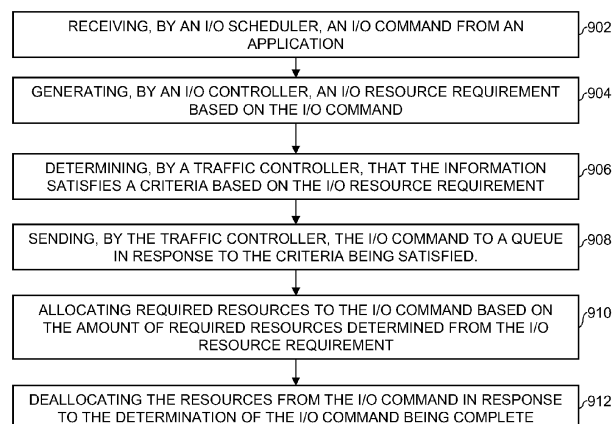 RECEIVING, BY AN I/O SCHEDULER, AN I/O COMMAND FROM AN
APPLICATION
902
GENERATING, BY AN I/O CONTROLLER, AN I/O RESOURCE REQUIREMENT
BASED ON THE I/O COMMAND
904
DETERMINING, BY A TRAFFIC CONTROLLER, THAT THE INFORMATION
SATISFIES A CRITERIA BASED ON THE I/O RESOURCE REQUIREMENT
906
SENDING, BY THE TRAFFIC CONTROLLER, THE I/O COMMAND TO A QUEUE
IN RESPONSE TO THE CRITERIA BEING SATISFIED.
908
ALLOCATING REQUIRED RESOURCES TO THE I/O COMMAND BASED ON
THE AMOUNT OF REQUIRED RESOURCES DETERMINED FROM THE I/O
RESOURCE REQUIREMENT
910
DEALLOCATING THE RESOURCES FROM THE I/O COMMAND IN RESPONSE
TO THE DETERMINATION OF THE I/O COMMAND BEING COMPLETE
912